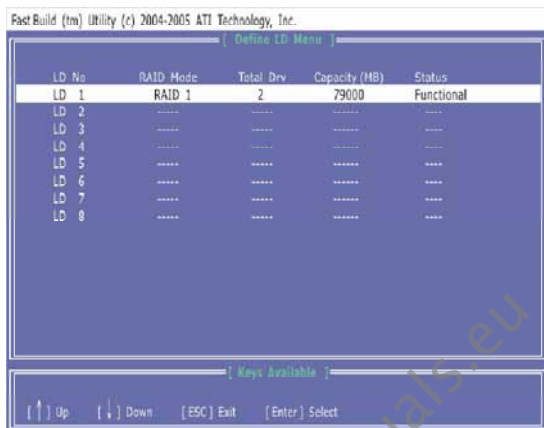 Fast Build (tm) Utility (c) 2004-2005 ATI Technology, Inc.
[ Define LD Menu ]
LD No RAID Mode Total Drv Capacity (MB) Status
LD 1 RAID 1 2 79000 Functional
LD 2 ----- ----- ------ ----
LD 3 ----- ----- ------ ----
LD 4 ----- ----- ------ ----
LD 5 ----- ----- ------ ----
LD 6 ----- ----- ------ ----
LD 7 ----- ----- ------ ----
LD 8 ----- ----- ------ ----
[ Keys Available ]
[↑] Up [↓] Down [ESC] Exit [Enter] Select